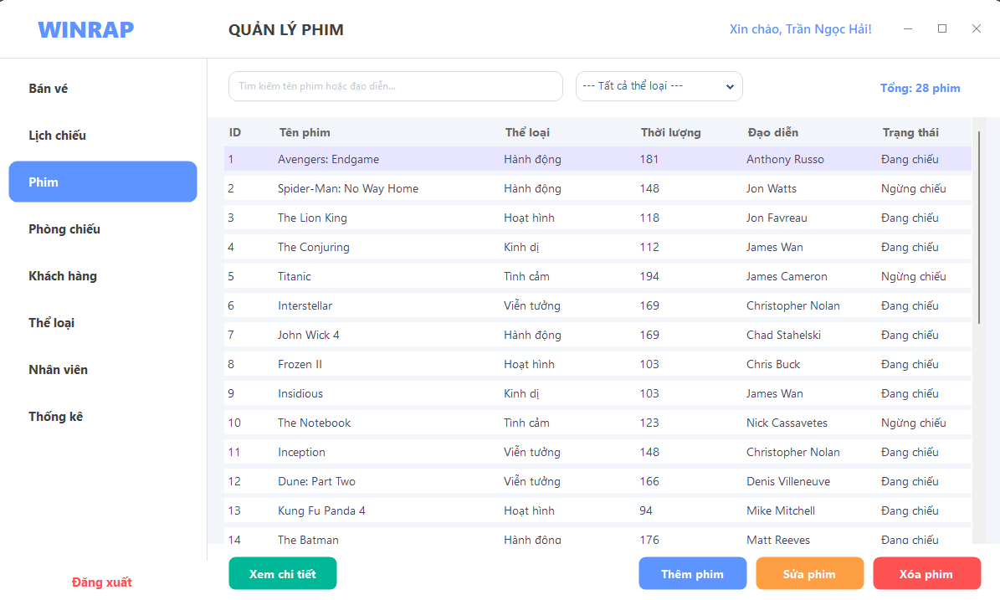 WINRAP
QUẢN LÝ PHIM
Xin chào, Trần Ngọc Hải!
Bán vé
Lịch chiếu
Phim
Phòng chiếu
Khách hàng
Thể loại
Nhân viên
Thống kê
Đăng xuất
Tìm kiếm tên phim hoặc đạo diễn...
--- Tất cả thể loại ---
Tổng: 28 phim
ID Tên phim Thể loại Thời lượng Đạo diễn Trạng thái
1 Avengers: Endgame Hành động 181 Anthony Russo Đang chiếu
2 Spider-Man: No Way Home Hành động 148 Jon Watts Ngừng chiếu
3 The Lion King Hoạt hình 118 Jon Favreau Đang chiếu
4 The Conjuring Kinh dị 112 James Wan Đang chiếu
5 Titanic Tình cảm 194 James Cameron Ngừng chiếu
6 Interstellar Viễn tưởng 169 Christopher Nolan Đang chiếu
7 John Wick 4 Hành động 169 Chad Stahelski Đang chiếu
8 Frozen II Hoạt hình 103 Chris Buck Đang chiếu
9 Insidious Kinh dị 103 James Wan Đang chiếu
10 The Notebook Tình cảm 123 Nick Cassavetes Ngừng chiếu
11 Inception Viễn tưởng 148 Christopher Nolan Đang chiếu
12 Dune: Part Two Viễn tưởng 166 Denis Villeneuve Đang chiếu
13 Kung Fu Panda 4 Hoạt hình 94 Mike Mitchell Đang chiếu
14 The Batman Hành động 176 Matt Reeves Đang chiếu
Xem chi tiết
Thêm phim
Sửa phim
Xóa phim